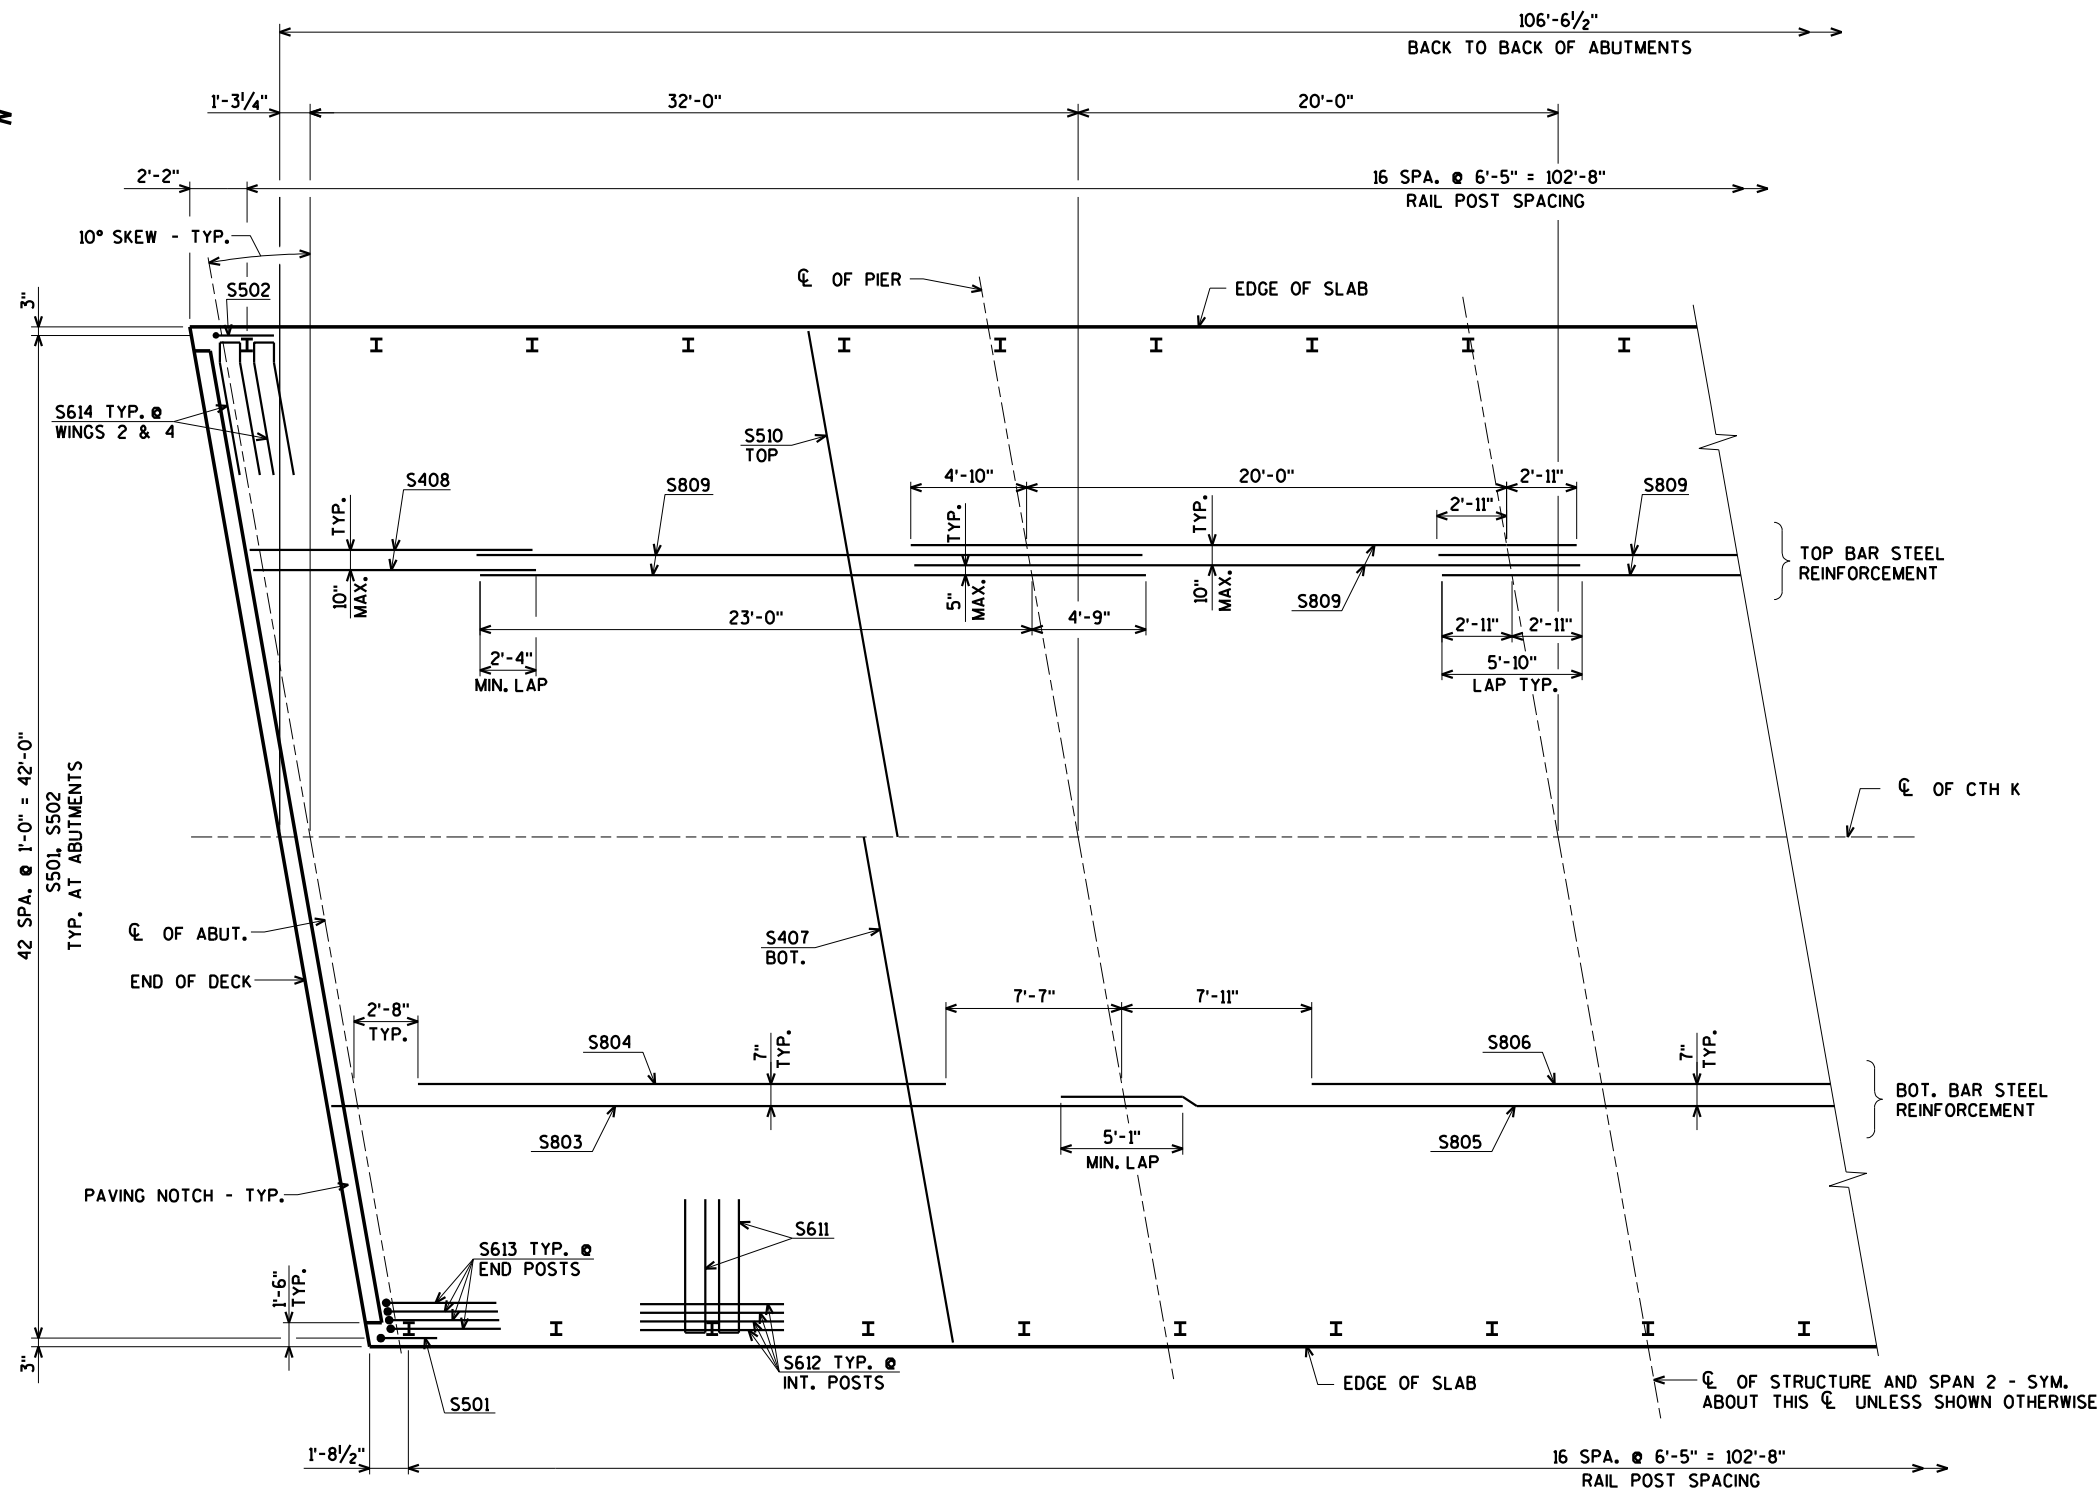 106'-6½"
BACK TO BACK OF ABUTMENTS
N
1'-3¼"
32'-0"
20'-0"
2'-2"
16 SPA. @ 6'-5" = 102'-8"
RAIL POST SPACING
10° SKEW - TYP.
℄ OF PIER
EDGE OF SLAB
3"
S502
S614 TYP. @
WINGS 2 & 4
S510
TOP
S408
S809
4'-10"
20'-0"
2'-11"
2'-11"
S809
TYP.
10"
MAX.
TYP.
5"
MAX.
TYP.
10"
MAX.
S809
TOP BAR STEEL
REINFORCEMENT
23'-0"
4'-9"
2'-11"
2'-11"
2'-4"
MIN. LAP
5'-10"
LAP TYP.
42 SPA. @ 1'-0" = 42'-0"
S501, S502
TYP. AT ABUTMENTS
℄ OF CTH K
℄ OF ABUT.
S407
BOT.
END OF DECK
2'-8"
TYP.
7'-7"
7'-11"
S804
7"
TYP.
S806
7"
TYP.
BOT. BAR STEEL
REINFORCEMENT
S803
5'-1"
MIN. LAP
S805
PAVING NOTCH - TYP.
S611
S613 TYP. @
END POSTS
1'-6"
TYP.
3"
S612 TYP. @
INT. POSTS
S501
EDGE OF SLAB
℄ OF STRUCTURE AND SPAN 2 - SYM.
ABOUT THIS ℄ UNLESS SHOWN OTHERWISE
1'-8½"
16 SPA. @ 6'-5" = 102'-8"
RAIL POST SPACING